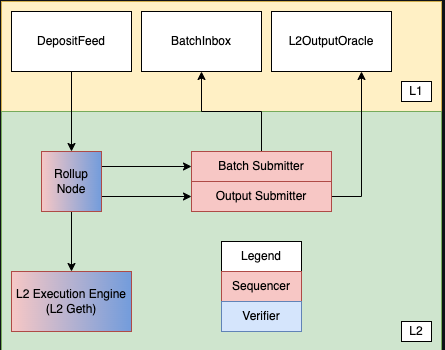 DepositFeed
BatchInbox
L2OutputOracle
L1
Rollup
Node
Batch Submitter
Output Submitter
L2 Execution Engine
(L2 Geth)
Legend
Sequencer
Verifier
L2